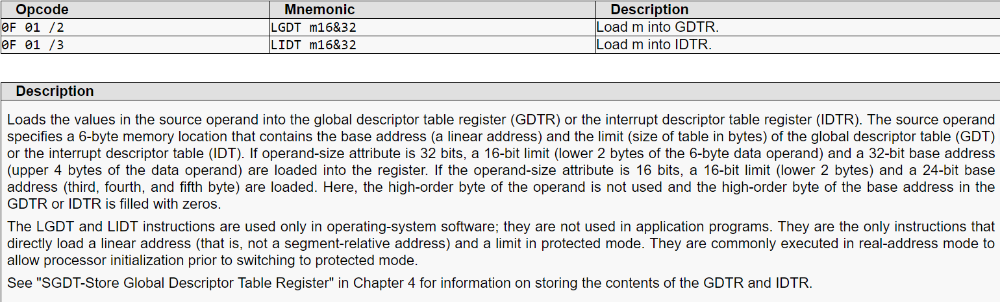 Opcode Mnemonic Description
0F 01 /2 LGDT m16&32 Load m into GDTR.
0F 01 /3 LIDT m16&32 Load m into IDTR.
Description
Loads the values in the source operand into the global descriptor table register (GDTR) or the interrupt descriptor table register (IDTR). The source operand
specifies a 6-byte memory location that contains the base address (a linear address) and the limit (size of table in bytes) of the global descriptor table (GDT)
or the interrupt descriptor table (IDT). If operand-size attribute is 32 bits, a 16-bit limit (lower 2 bytes of the 6-byte data operand) and a 32-bit base address
(upper 4 bytes of the data operand) are loaded into the register. If the operand-size attribute is 16 bits, a 16-bit limit (lower 2 bytes) and a 24-bit base
address (third, fourth, and fifth byte) are loaded. Here, the high-order byte of the operand is not used and the high-order byte of the base address in the
GDTR or IDTR is filled with zeros.
The LGDT and LIDT instructions are used only in operating-system software; they are not used in application programs. They are the only instructions that
directly load a linear address (that is, not a segment-relative address) and a limit in protected mode. They are commonly executed in real-address mode to
allow processor initialization prior to switching to protected mode.
See "SGDT-Store Global Descriptor Table Register" in Chapter 4 for information on storing the contents of the GDTR and IDTR.